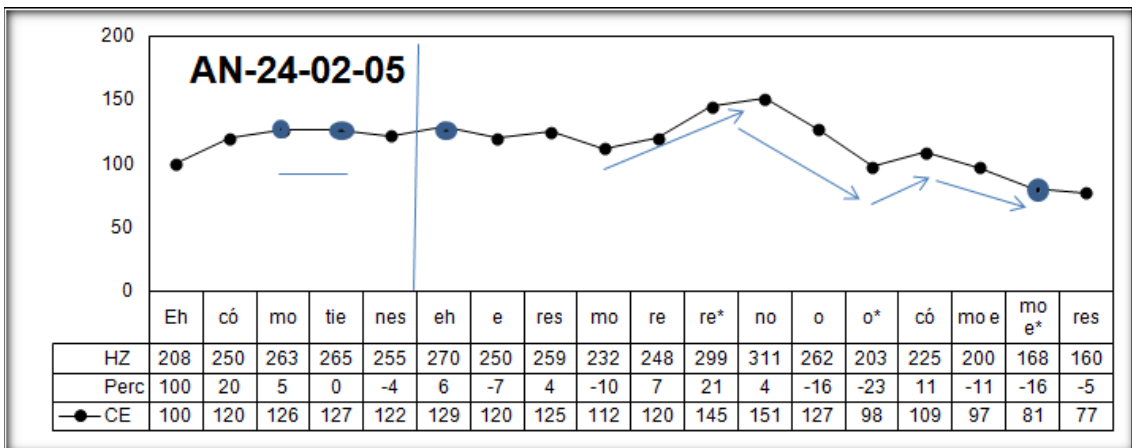 200
AN-24-02-05
150
100
50
0
Eh có mo tie nes eh e res mo re re* no o o* có mo e mo e* res
HZ 208 250 263 265 255 270 250 259 232 248 299 311 262 203 225 200 168 160
Perc 100 20 5 0 -4 6 -7 4 -10 7 21 4 -16 -23 11 -11 -16 -5
CE 100 120 126 127 122 129 120 125 112 120 145 151 127 98 109 97 81 77